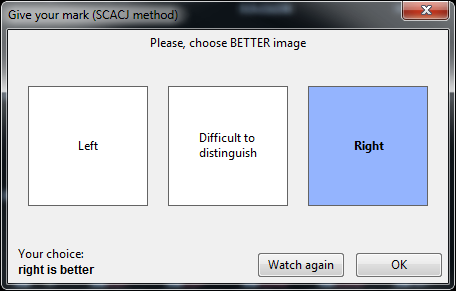 Give your mark (SCACJ method)
Please, choose BETTER image
Left
Difficult to
distinguish
Right
Your choice:
right is better
Watch again
OK